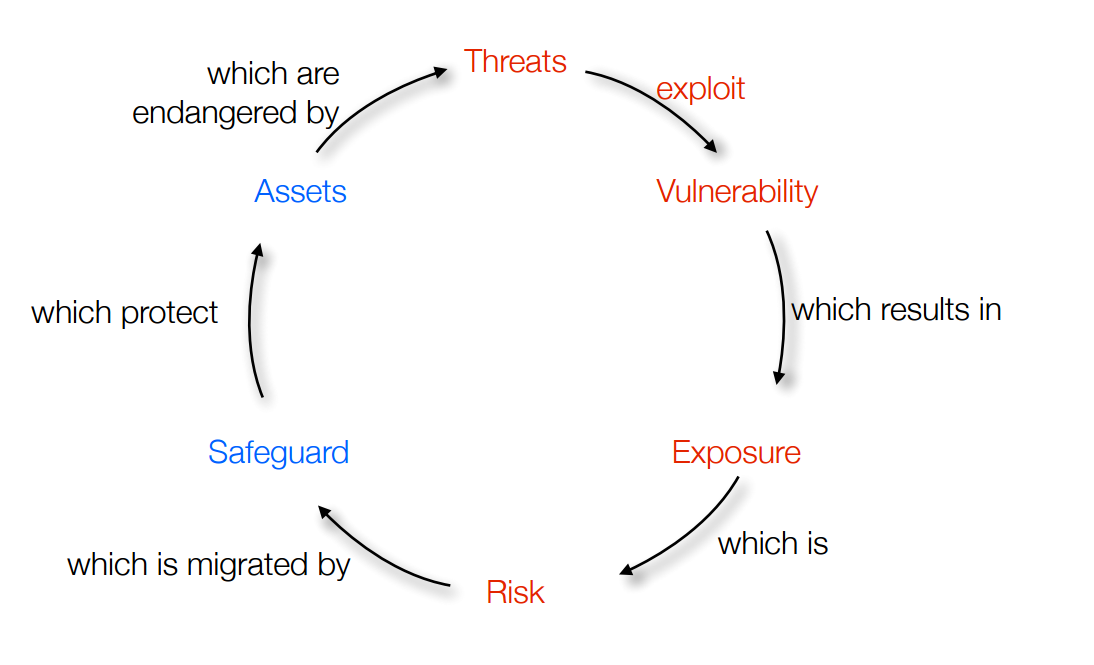 Threats
exploit
Vulnerability
which results in
Exposure
which is
Risk
which is migrated by
Safeguard
which protect
Assets
which are
endangered by